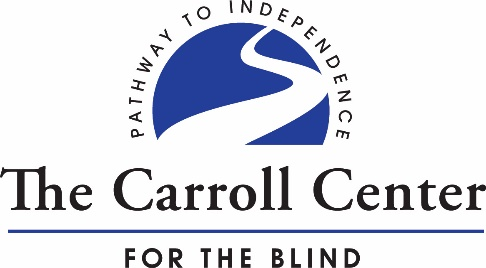 PATHWAY TO INDEPENDENCE
The Carroll Center
FOR THE BLIND